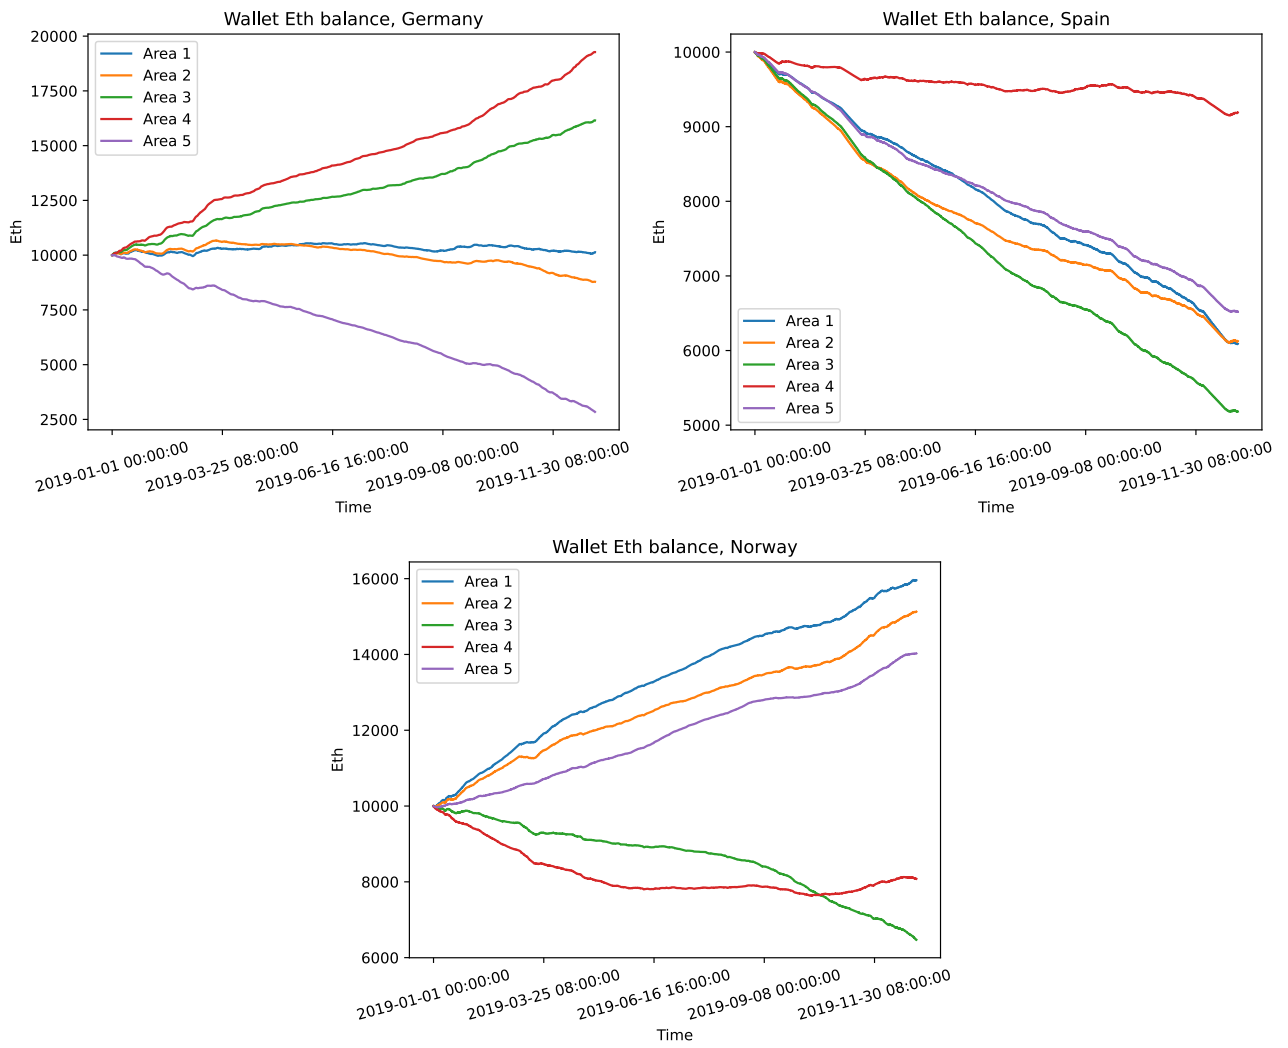 Wallet Eth balance, Germany
20000
17500
15000
12500
10000
7500
5000
2500
Eth
Area 1
Area 2
Area 3
Area 4
Area 5
2019-01-01 00:00:00
2019-03-25 08:00:00
2019-06-16 16:00:00
2019-09-08 00:00:00
2019-11-30 08:00:00
Time
Wallet Eth balance, Spain
10000
9000
8000
7000
6000
5000
Eth
Area 1
Area 2
Area 3
Area 4
Area 5
2019-01-01 00:00:00
2019-03-25 08:00:00
2019-06-16 16:00:00
2019-09-08 00:00:00
2019-11-30 08:00:00
Time
Wallet Eth balance, Norway
16000
14000
12000
10000
8000
6000
Eth
Area 1
Area 2
Area 3
Area 4
Area 5
2019-01-01 00:00:00
2019-03-25 08:00:00
2019-06-16 16:00:00
2019-09-08 00:00:00
2019-11-30 08:00:00
Time